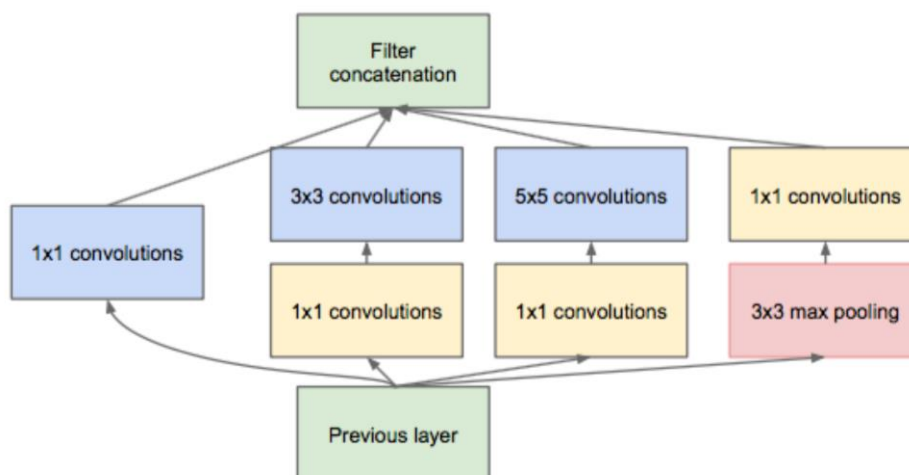 Filter
concatenation
3x3 convolutions
5x5 convolutions
1x1 convolutions
1x1 convolutions
1x1 convolutions
1x1 convolutions
3x3 max pooling
Previous layer